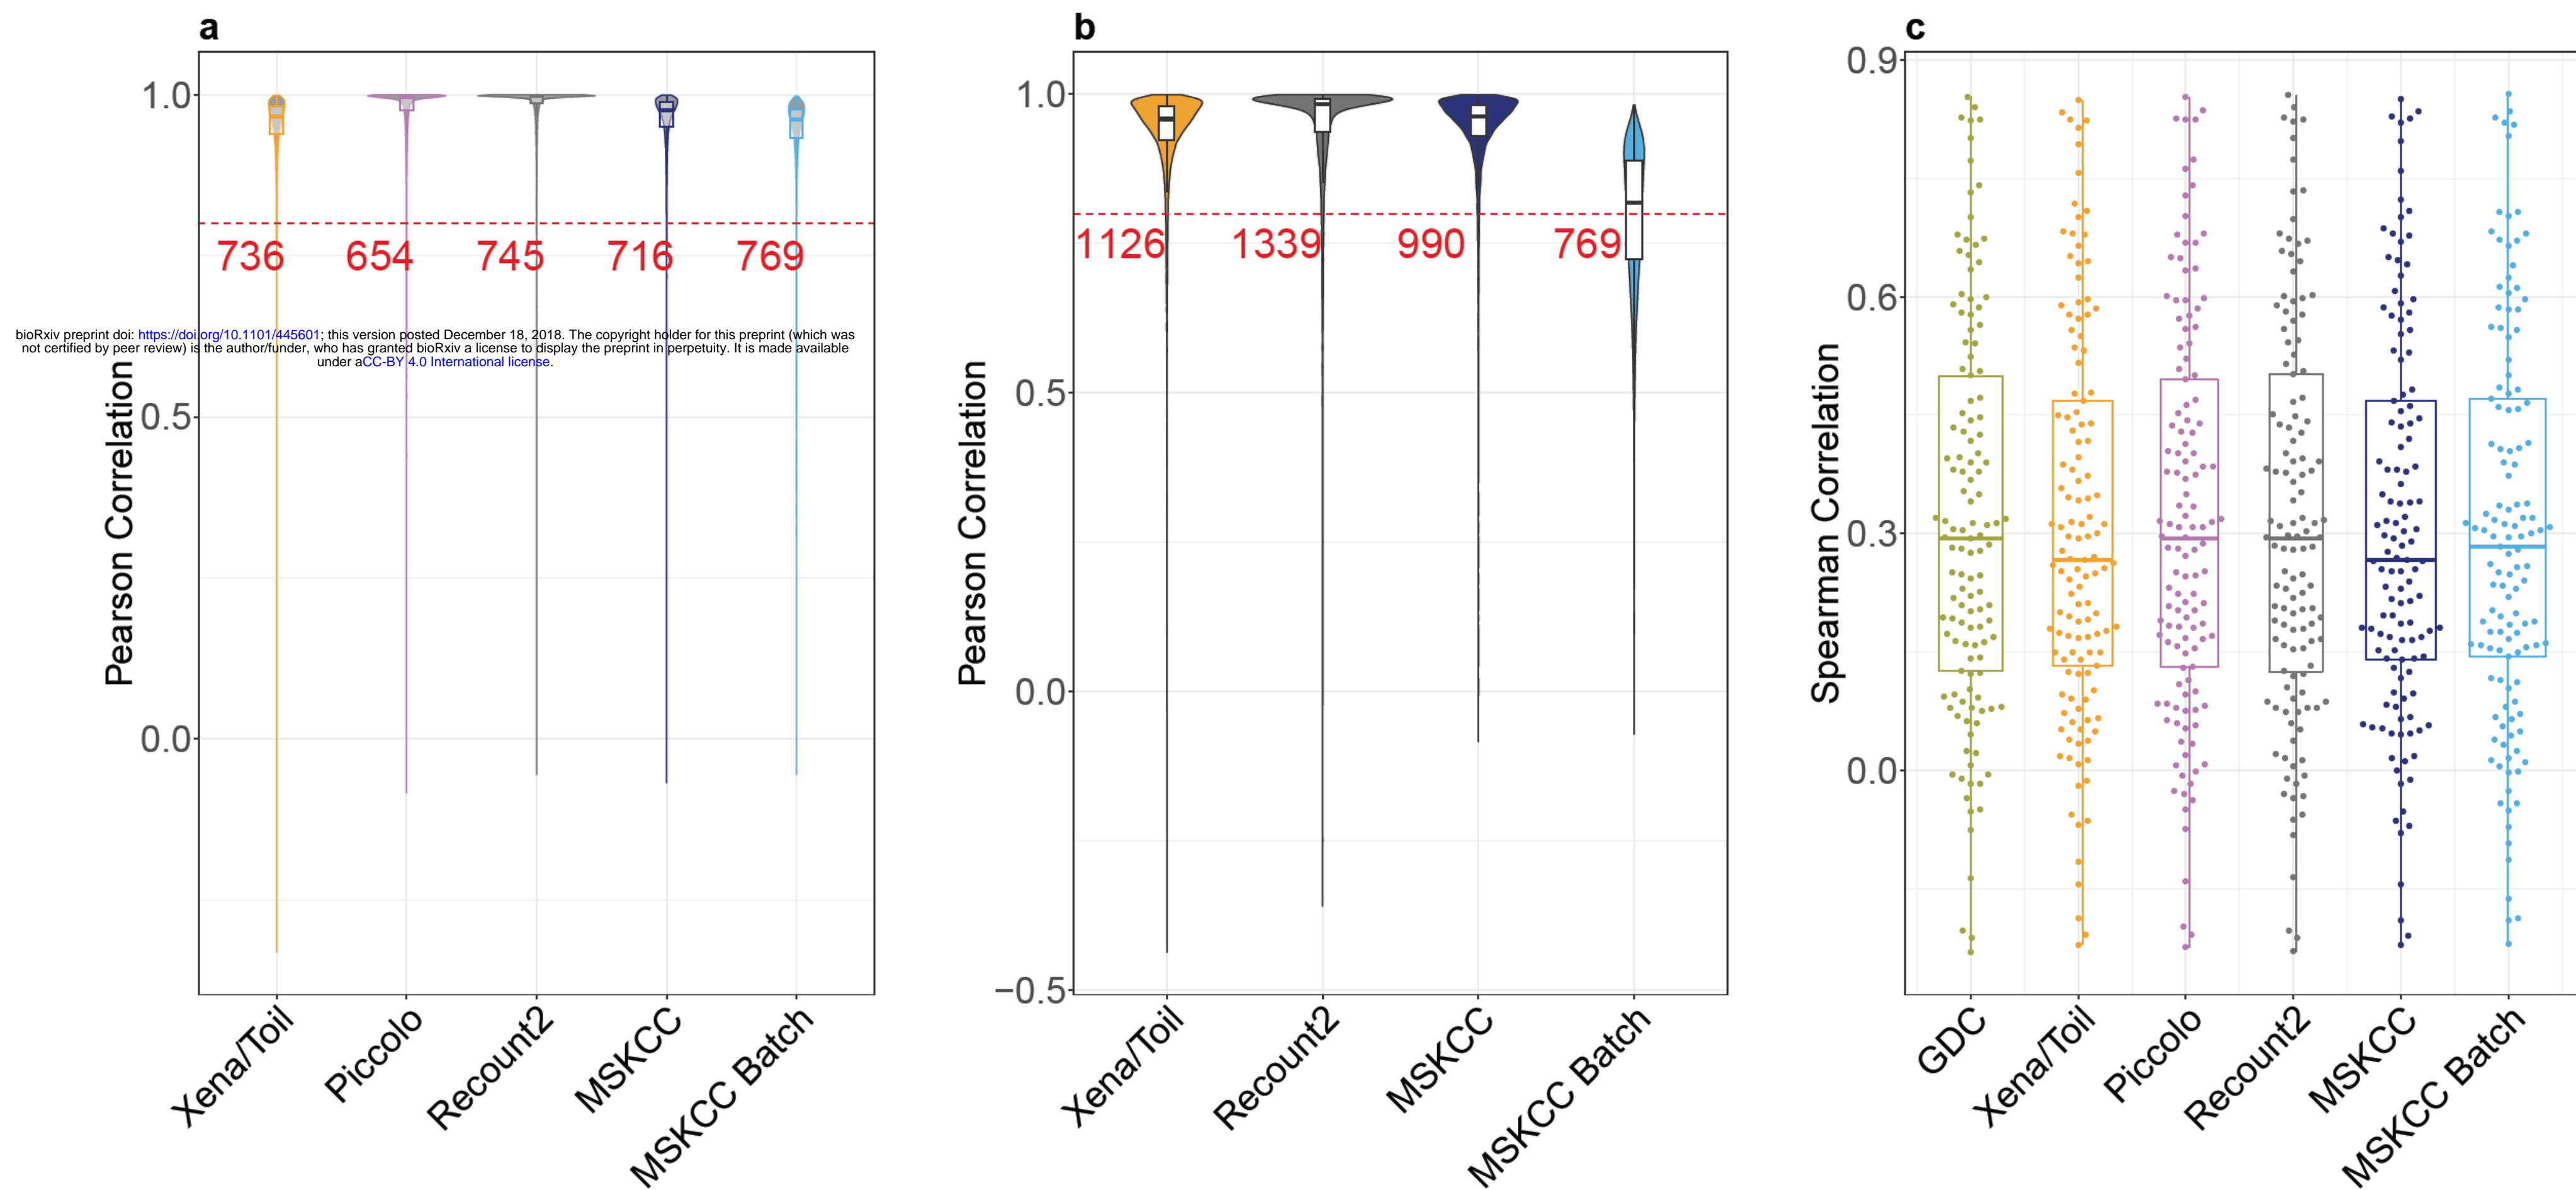 a
1.0
0.5
0.0
Pearson Correlation
736 654 745 716 769
bioRxiv preprint doi: https://doi.org/10.1101/445601; this version posted December 18, 2018. The copyright holder for this preprint (which was
not certified by peer review) is the author/funder, who has granted bioRxiv a license to display the preprint in perpetuity. It is made available
under aCC-BY 4.0 International license.
Xena/Toil
Piccolo
Recount2
MSKCC
MSKCC Batch
b
1.0
0.5
0.0
−0.5
Pearson Correlation
1126 1339 990 769
Xena/Toil
Recount2
MSKCC
MSKCC Batch
c
0.9
0.6
0.3
0.0
Spearman Correlation
GDC
Xena/Toil
Piccolo
Recount2
MSKCC
MSKCC Batch